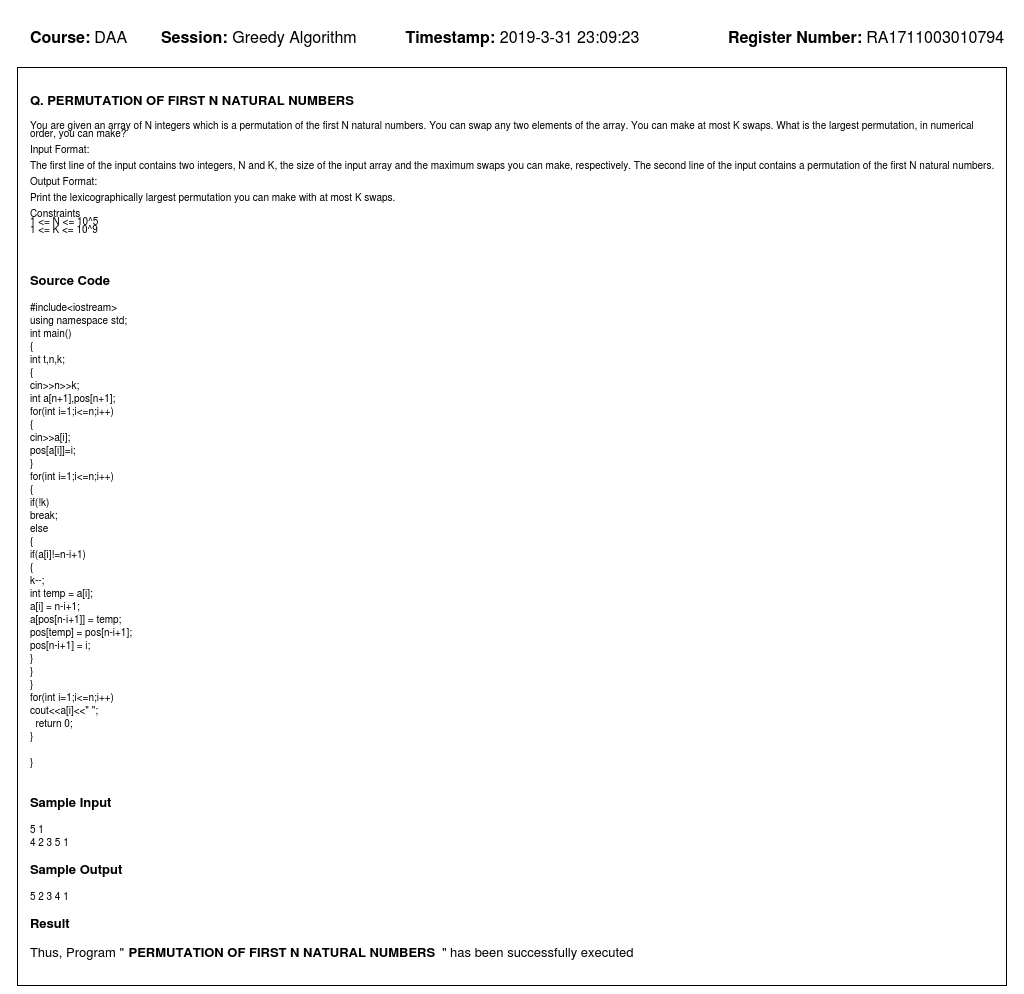 Course: DAA Session: Greedy Algorithm Timestamp: 2019-3-31 23:09:23 Register Number: RA1711003010794
Q. PERMUTATION OF FIRST N NATURAL NUMBERS
You are given an array of N integers which is a permutation of the first N natural numbers. You can swap any two elements of the array. You can make at most K swaps. What is the largest permutation, in numerical
order, you can make?
Input Format:
The first line of the input contains two integers, N and K, the size of the input array and the maximum swaps you can make, respectively. The second line of the input contains a permutation of the first N natural numbers.
Output Format:
Print the lexicographically largest permutation you can make with at most K swaps.
Constraints
1 <= N <= 10^5
1 <= K <= 10^9
Source Code
#include<iostream>
using namespace std;
int main()
{
int t,n,k;
{
cin>>n>>k;
int a[n+1],pos[n+1];
for(int i=1;i<=n;i++)
{
cin>>a[i];
pos[a[i]]=i;
}
for(int i=1;i<=n;i++)
{
if(!k)
break;
else
{
if(a[i]!=n-i+1)
{
k--;
int temp = a[i];
a[i] = n-i+1;
a[pos[n-i+1]] = temp;
pos[temp] = pos[n-i+1];
pos[n-i+1] = i;
}
}
}
for(int i=1;i<=n;i++)
cout<<a[i]<<" ";
return 0;
}
}
Sample Input
5 1
4 2 3 5 1
Sample Output
5 2 3 4 1
Result
Thus, Program " PERMUTATION OF FIRST N NATURAL NUMBERS " has been successfully executed